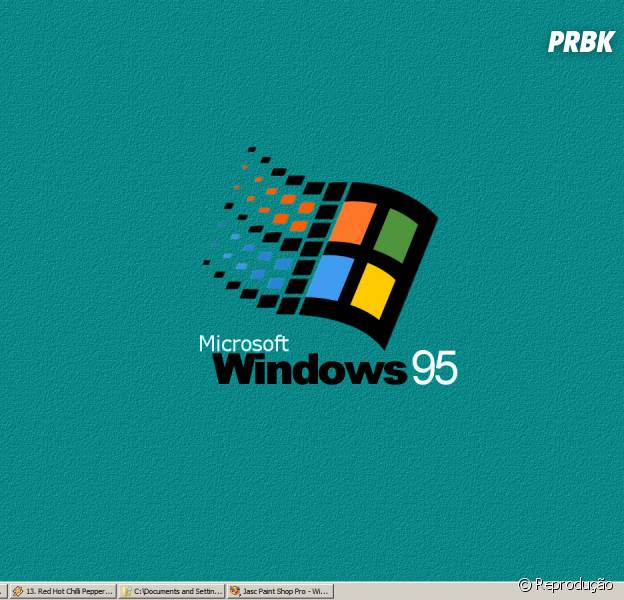 PRBK
Microsoft
Windows 95
13. Red Hot Chilli Pepper...
C:\Documents and Settin...
Jasc Paint Shop Pro - Wi...
© Reprodução